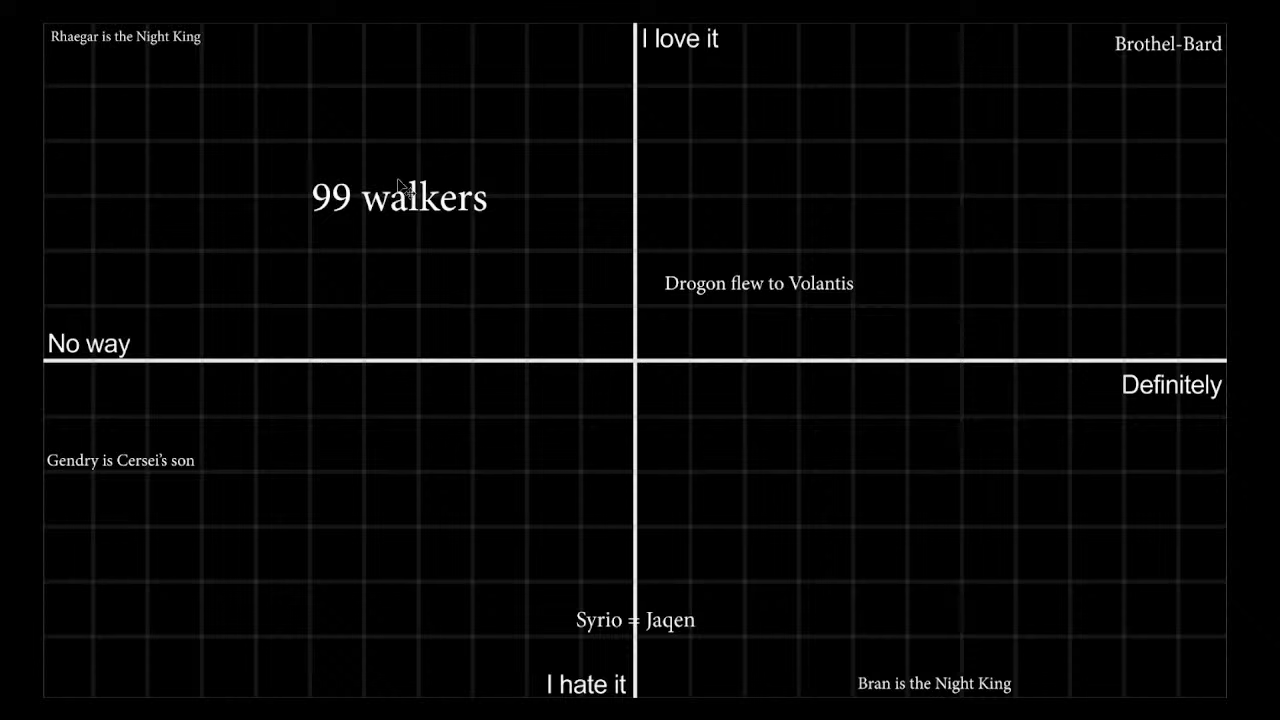 Rhaegar is the Night King
I love it
Brothel-Bard
99 walkers
Drogon flew to Volantis
No way
Definitely
Gendry is Cersei's son
Syrio = Jaqen
I hate it
Bran is the Night King